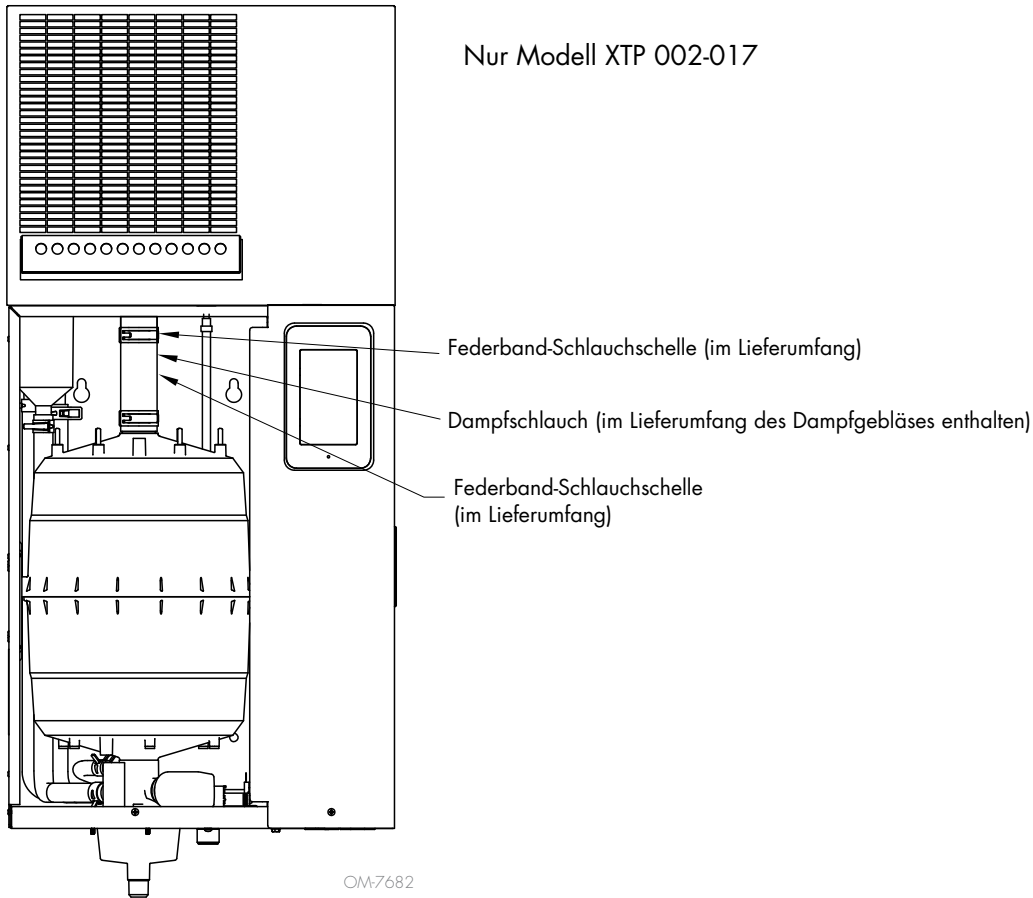 Nur Modell XTP 002-017
Federband-Schlauchschelle (im Lieferumfang)
Dampfschlauch (im Lieferumfang des Dampfgebläses enthalten)
Federband-Schlauchschelle
(im Lieferumfang)
OM-7682